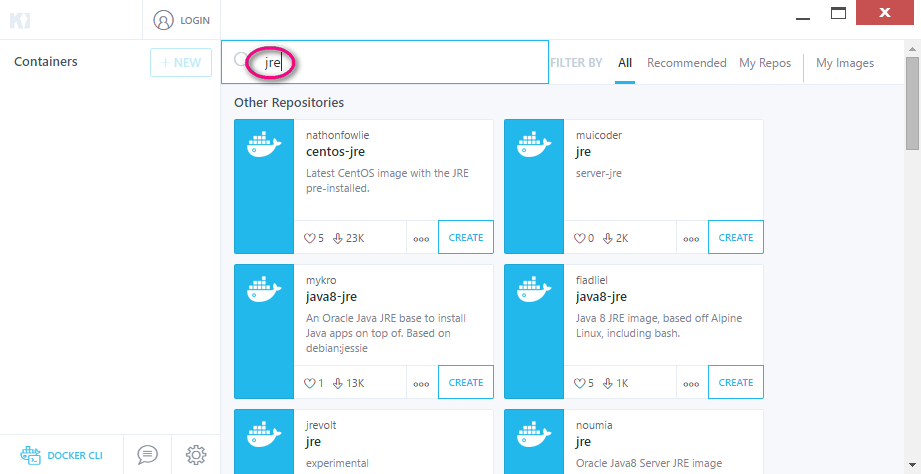 LOGIN
Containers
+ NEW
jre
FILTER BY All Recommended My Repos My Images
Other Repositories
nathonfowlie
centos-jre
Latest CentOS image with the JRE
pre-installed.
5 23K
CREATE
muicoder
jre
server-jre
0 2K
CREATE
mykro
java8-jre
An Oracle Java JRE base to install
Java apps on top of. Based on
debian:jessie
1 13K
CREATE
fiadliel
java8-jre
Java 8 JRE image, based off Alpine
Linux, including bash.
5 1K
CREATE
jrevolt
jre
experimental
noumia
jre
Oracle Java8 Server JRE image
DOCKER CLI